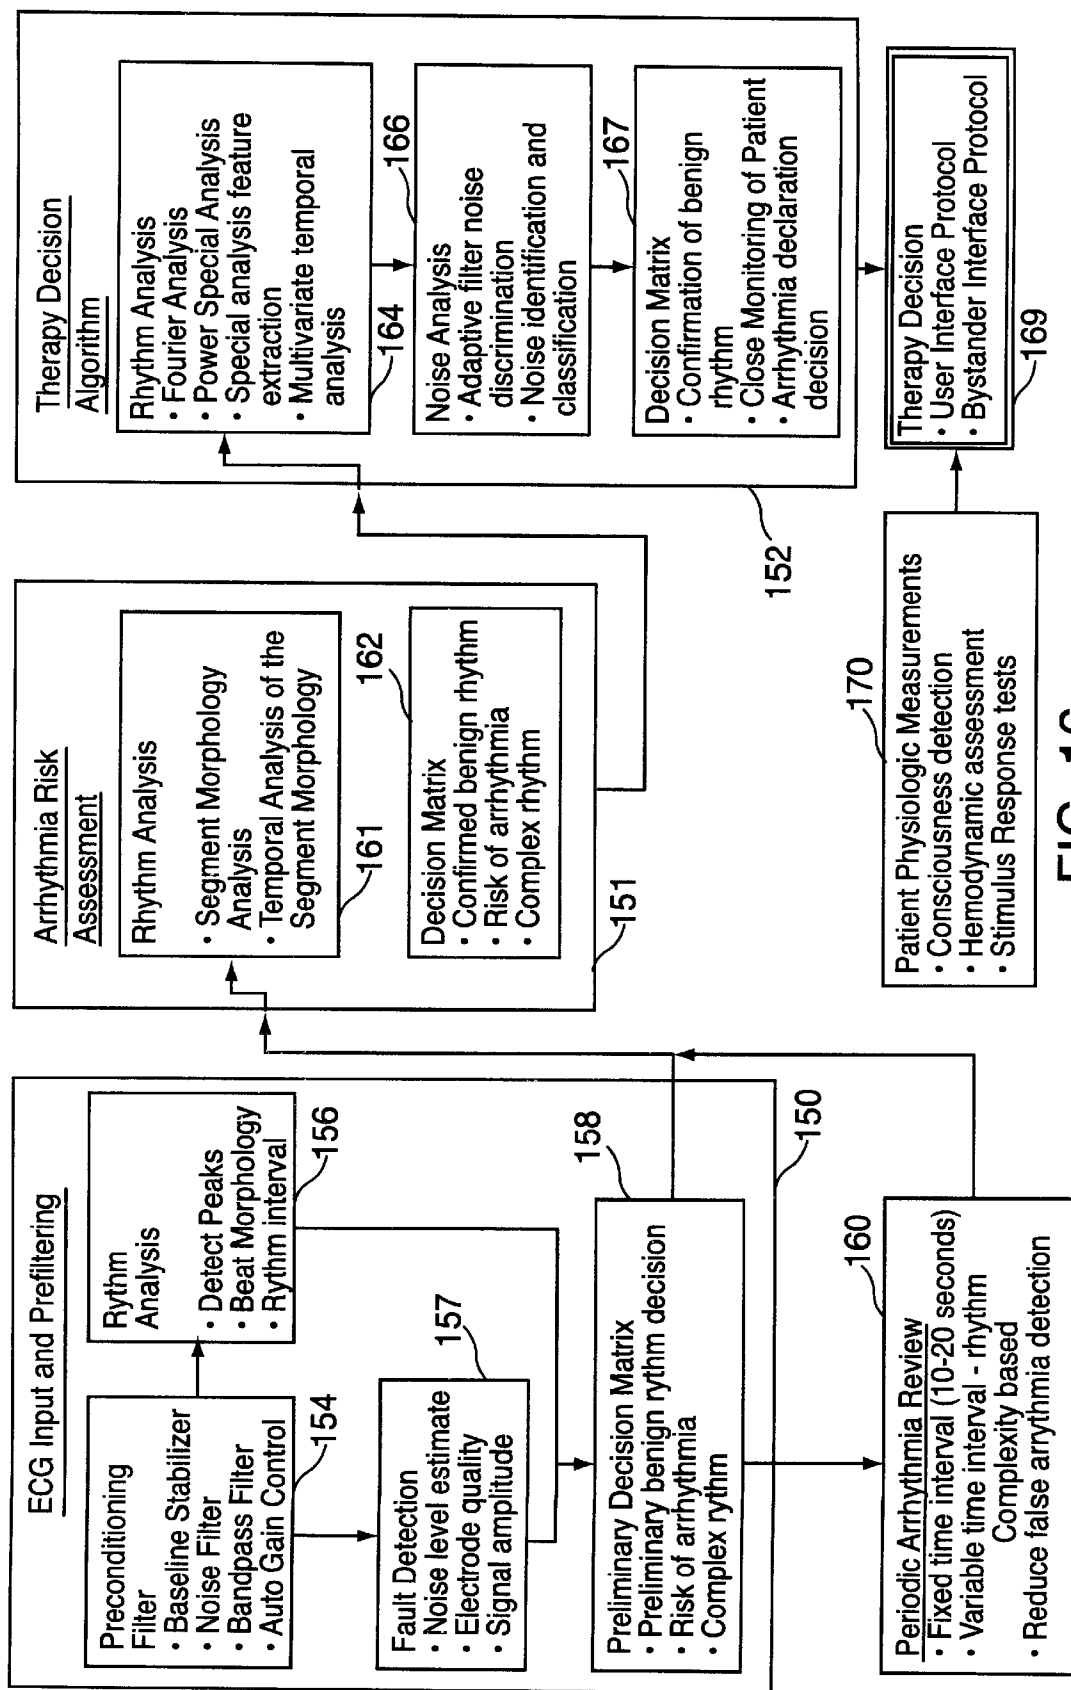 ECG Input and Prefiltering
Preconditioning
Filter
• Baseline Stabilizer
• Noise Filter
• Bandpass Filter
• Auto Gain Control
154
Rythm
Analysis
• Detect Peaks
• Beat Morphology
• Rythm interval
156
Fault Detection
• Noise level estimate
• Electrode quality
• Signal amplitude
157
Preliminary Decision Matrix
• Preliminary benign rythm decision
• Risk of arrhythmia
• Complex rythm
158
150
Periodic Arrhythmia Review
• Fixed time interval (10-20 seconds)
• Variable time interval - rhythm
Complexity based
• Reduce false arrythmia detection
160
Arrhythmia Risk
Assessment
Rhythm Analysis
• Segment Morphology
Analysis
• Temporal Analysis of the
Segment Morphology
161
162
Decision Matrix
• Confirmed benign rhythm
• Risk of arrhythmia
• Complex rhythm
151
Therapy Decision
Algorithm
Rhythm Analysis
• Fourier Analysis
• Power Special Analysis
• Special analysis feature
extraction
• Multivariate temporal
analysis
164
166
Noise Analysis
• Adaptive filter noise
discrimination
• Noise identification and
classification
167
Decision Matrix
• Confirmation of benign
rhythm
• Close Monitoring of Patient
• Arrhythmia declaration
decision
152
170
Patient Physiologic Measurements
• Consciousness detection
• Hemodynamic assessment
• Stimulus Response tests
Therapy Decision
• User Interface Protocol
• Bystander Interface Protocol
169
FIG.